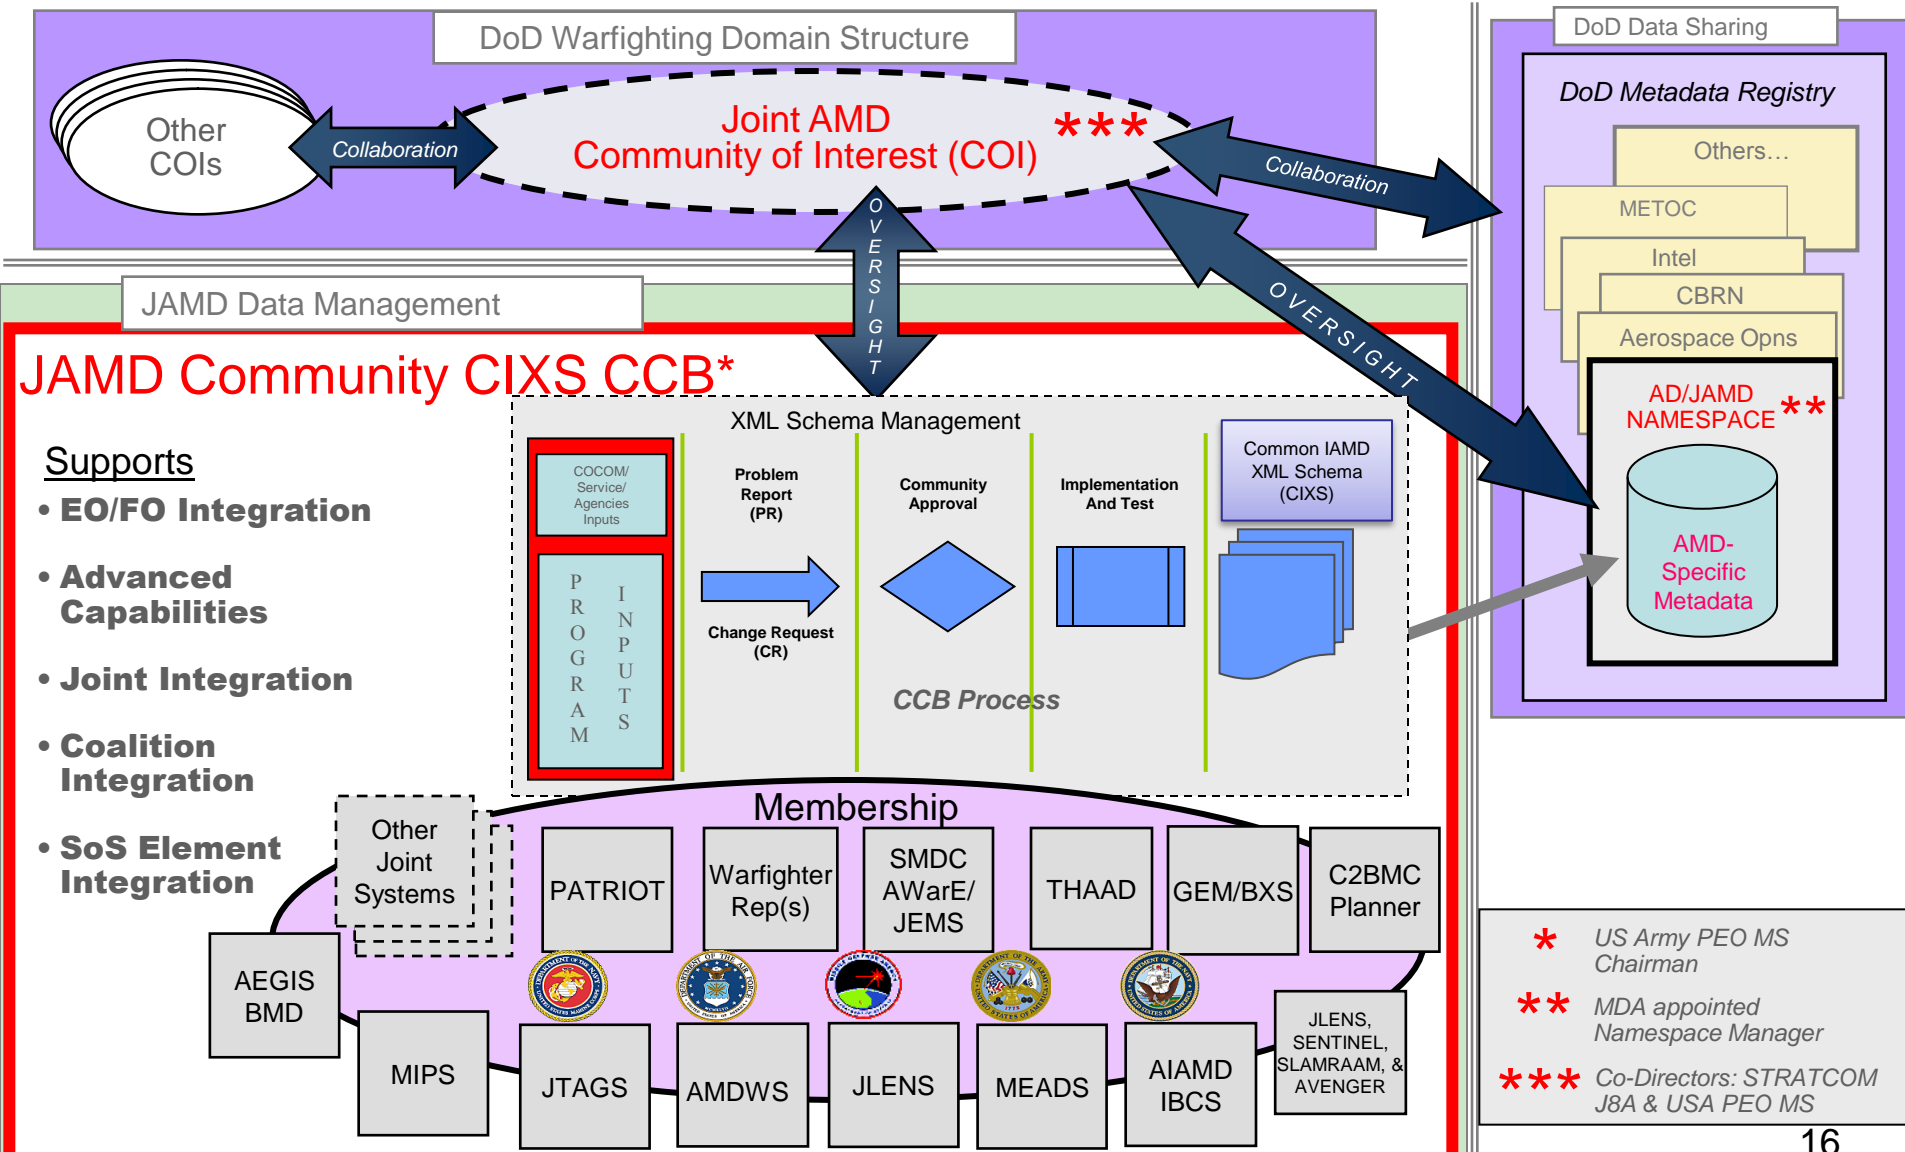 DoD Warfighting Domain Structure
Other
COIs
Collaboration
Joint AMD ***
Community of Interest (COI)
Collaboration
OVERSIGHT
OVERSIGHT
DoD Data Sharing
DoD Metadata Registry
Others…
METOC
Intel
CBRN
Aerospace Opns
AD/JAMD
NAMESPACE **
AMD-
Specific
Metadata
JAMD Data Management
JAMD Community CIXS CCB*
Supports
• EO/FO Integration
• Advanced
Capabilities
• Joint Integration
• Coalition
Integration
• SoS Element
Integration
XML Schema Management
COCOM/
Service/
Agencies
Inputs
PROGRAM
INPUTS
Problem
Report
(PR)
Change Request
(CR)
Community
Approval
Implementation
And Test
Common IAMD
XML Schema
(CIXS)
CCB Process
Membership
Other
Joint
Systems
PATRIOT
Warfighter
Rep(s)
SMDC
AWarE/
JEMS
THAAD
GEM/BXS
C2BMC
Planner
AEGIS
BMD
MIPS
JTAGS
AMDWS
JLENS
MEADS
AIAMD
IBCS
JLENS,
SENTINEL,
SLAMRAAM, &
AVENGER
* US Army PEO MS
Chairman
** MDA appointed
Namespace Manager
*** Co-Directors: STRATCOM
J8A & USA PEO MS
16